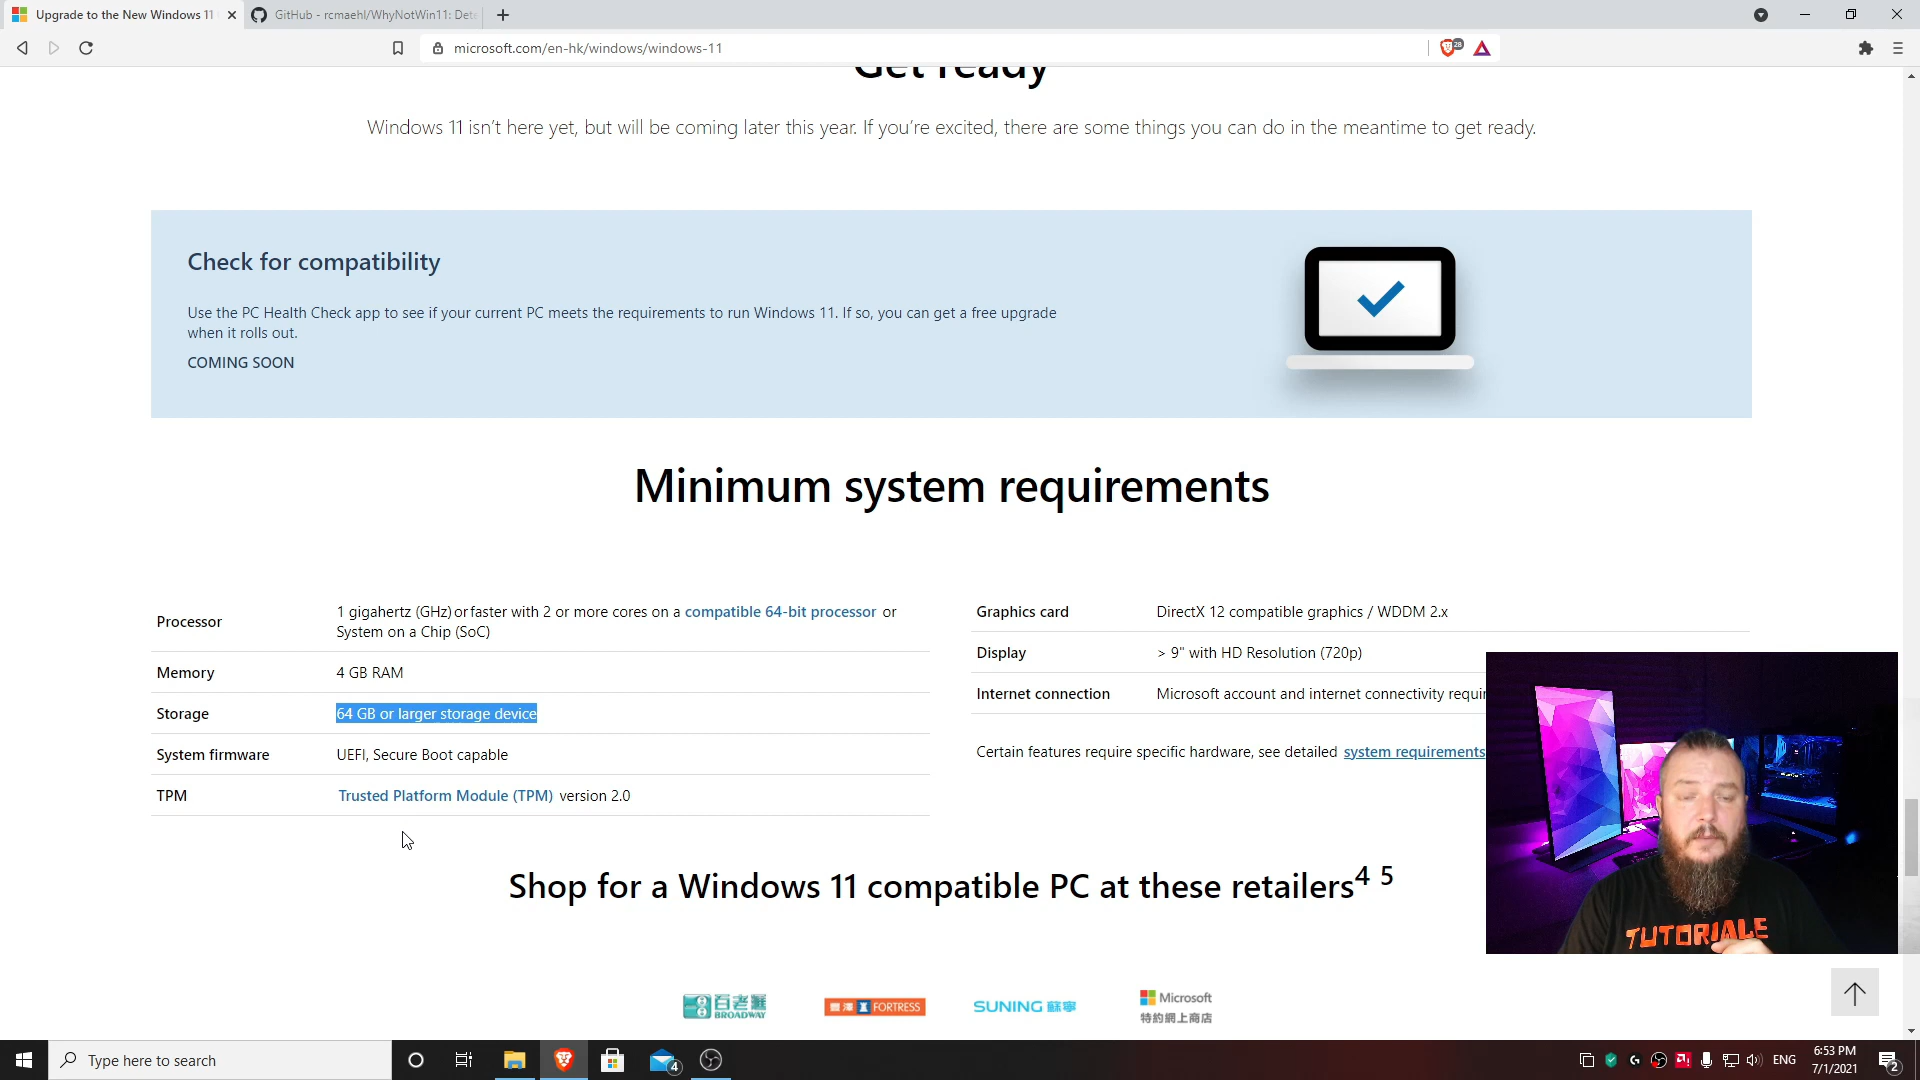 Upgrade to the New Windows 11
GitHub - rcmaehl/WhyNotWin11: Det
microsoft.com/en-hk/windows/windows-11
28
Get ready
Windows 11 isn't here yet, but will be coming later this year. If you're excited, there are some things you can do in the meantime to get ready.
Check for compatibility
Use the PC Health Check app to see if your current PC meets the requirements to run Windows 11. If so, you can get a free upgrade
when it rolls out.
COMING SOON
Minimum system requirements
Processor
1 gigahertz (GHz) or faster with 2 or more cores on a compatible 64-bit processor or
System on a Chip (SoC)
Memory
4 GB RAM
Storage
64 GB or larger storage device
System firmware
UEFI, Secure Boot capable
TPM
Trusted Platform Module (TPM) version 2.0
Graphics card
DirectX 12 compatible graphics / WDDM 2.x
Display
> 9" with HD Resolution (720p)
Internet connection
Microsoft account and internet connectivity requir
Certain features require specific hardware, see detailed system requirements
TUTORIALE
Shop for a Windows 11 compatible PC at these retailers4 5
百老滙
BROADWAY
豐澤 FORTRESS
SUNING 蘇寧
Microsoft
特約網上商店
Type here to search
4
ENG
6:53 PM
7/1/2021
2